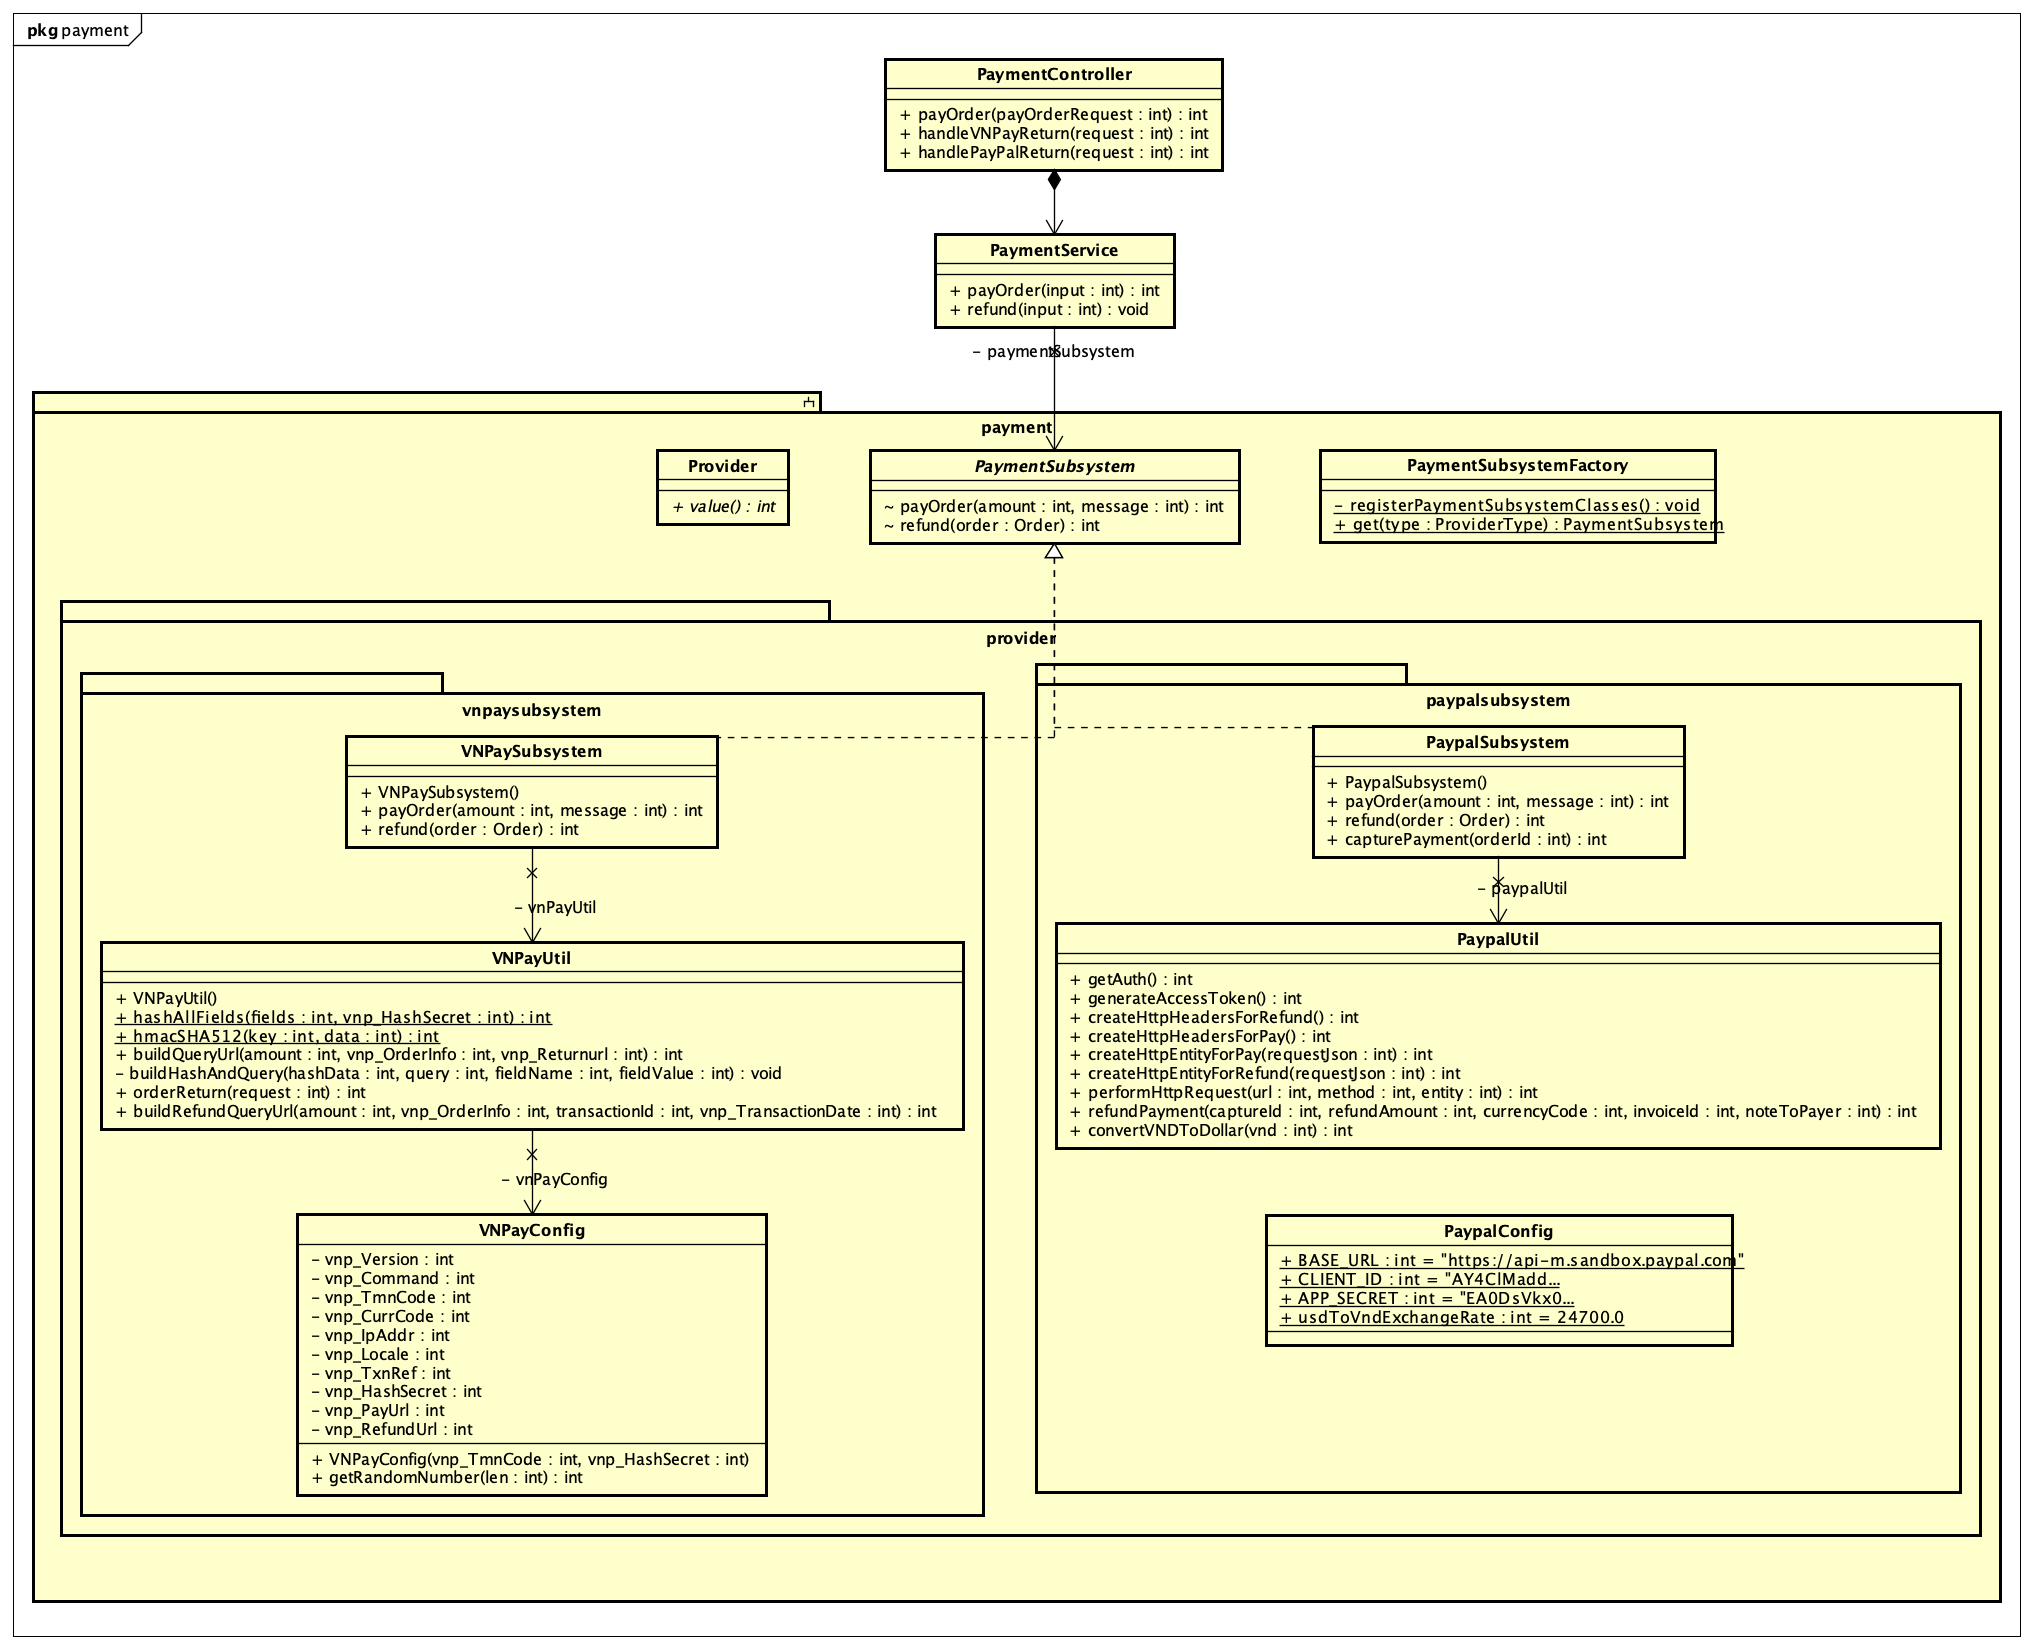 pkg payment
PaymentController
+ payOrder(payOrderRequest : int) : int
+ handleVNPayReturn(request : int) : int
+ handlePayPalReturn(request : int) : int
PaymentService
+ payOrder(input : int) : int
+ refund(input : int) : void
- paymentSubsystem
payment
Provider
+ value() : int
PaymentSubsystem
~ payOrder(amount : int, message : int) : int
~ refund(order : Order) : int
PaymentSubsystemFactory
- registerPaymentSubsystemClasses() : void
+ get(type : ProviderType) : PaymentSubsystem
provider
vnpaysubsystem
VNPaySubsystem
+ VNPaySubsystem()
+ payOrder(amount : int, message : int) : int
+ refund(order : Order) : int
- vnPayUtil
VNPayUtil
+ VNPayUtil()
+ hashAllFields(fields : int, vnp_HashSecret : int) : int
+ hmacSHA512(key : int, data : int) : int
+ buildQueryUrl(amount : int, vnp_OrderInfo : int, vnp_Returnurl : int) : int
- buildHashAndQuery(hashData : int, query : int, fieldName : int, fieldValue : int) : void
+ orderReturn(request : int) : int
+ buildRefundQueryUrl(amount : int, vnp_OrderInfo : int, transactionId : int, vnp_TransactionDate : int) : int
- vnPayConfig
VNPayConfig
- vnp_Version : int
- vnp_Command : int
- vnp_TmnCode : int
- vnp_CurrCode : int
- vnp_IpAddr : int
- vnp_Locale : int
- vnp_TxnRef : int
- vnp_HashSecret : int
- vnp_PayUrl : int
- vnp_RefundUrl : int
+ VNPayConfig(vnp_TmnCode : int, vnp_HashSecret : int)
+ getRandomNumber(len : int) : int
paypalsubsystem
PaypalSubsystem
+ PaypalSubsystem()
+ payOrder(amount : int, message : int) : int
+ refund(order : Order) : int
+ capturePayment(orderId : int) : int
- paypalUtil
PaypalUtil
+ getAuth() : int
+ generateAccessToken() : int
+ createHttpHeadersForRefund() : int
+ createHttpHeadersForPay() : int
+ createHttpEntityForPay(requestJson : int) : int
+ createHttpEntityForRefund(requestJson : int) : int
+ performHttpRequest(url : int, method : int, entity : int) : int
+ refundPayment(captureId : int, refundAmount : int, currencyCode : int, invoiceId : int, noteToPayer : int) : int
+ convertVNDToDollar(vnd : int) : int
PaypalConfig
+ BASE_URL : int = "https://api-m.sandbox.paypal.com"
+ CLIENT_ID : int = "AY4ClMadd...
+ APP_SECRET : int = "EA0DsVkx0...
+ usdToVndExchangeRate : int = 24700.0